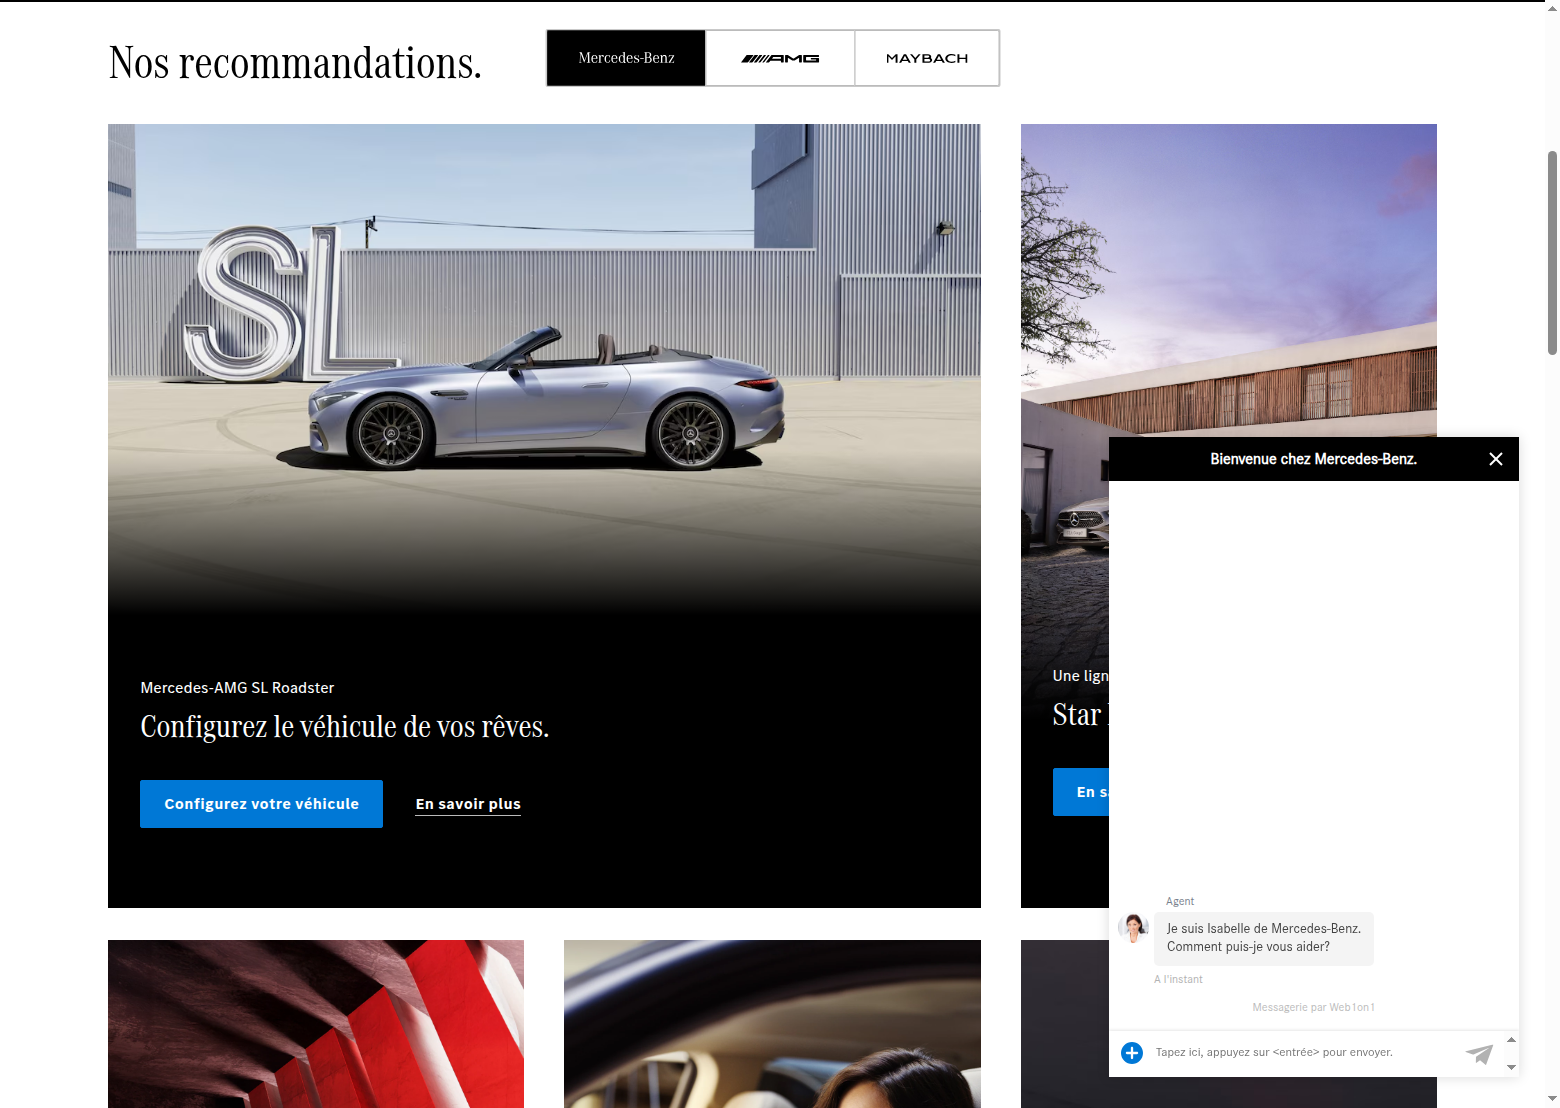 Nos recommandations.
Mercedes-Benz
AMG
MAYBACH
SL
Mercedes-AMG SL Roadster
Configurez le véhicule de vos rêves.
Configurez votre véhicule
En savoir plus
Une lign
Star
En sa
Bienvenue chez Mercedes-Benz.
Agent
Je suis Isabelle de Mercedes-Benz.
Comment puis-je vous aider?
A l'instant
Messagerie par Web1on1
Tapez ici, appuyez sur <entrée> pour envoyer.